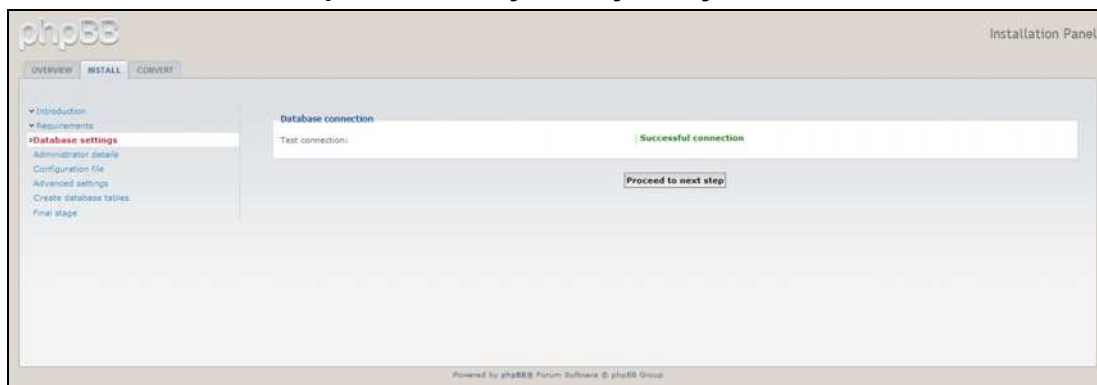 phpBB
Installation Panel
OVERVIEW INSTALL CONVERT
Introduction
Requirements
Database settings
Administrator details
Configuration file
Advanced settings
Create database tables
Final stage
Database connection
Test connection:
Successful connection
Proceed to next step
Powered by phpBB® Forum Software © phpBB Group